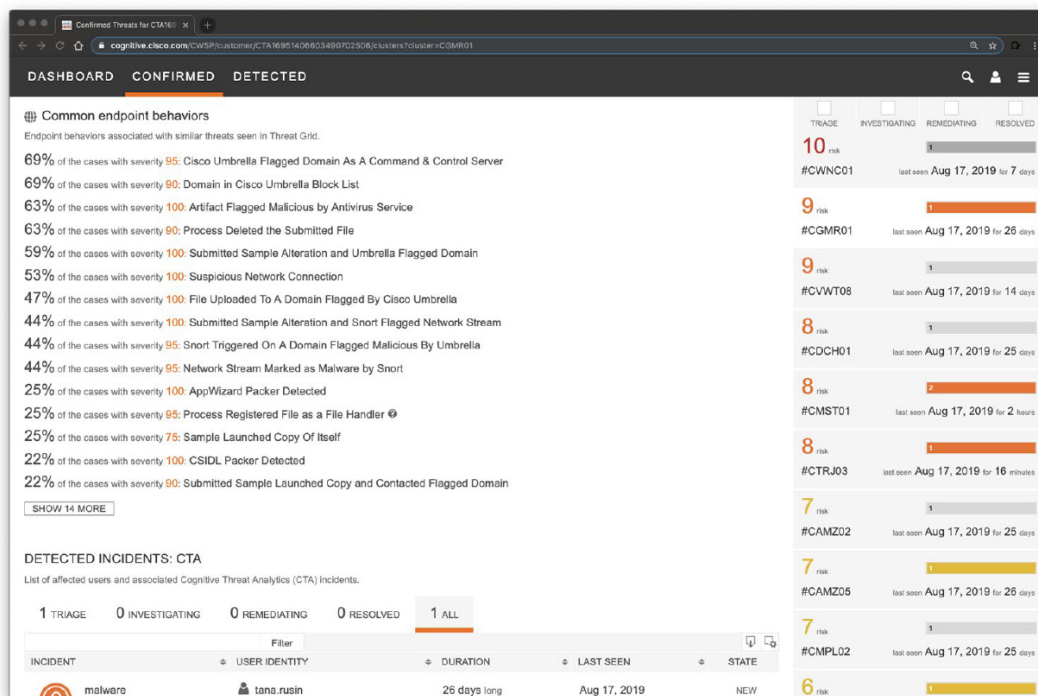 Confirmed Threats for CTA169
cognitive.cisco.com/CWSP/customer/CTA16951406603490702506/clusters?cluster=CGMR01
DASHBOARD CONFIRMED DETECTED
Common endpoint behaviors
Endpoint behaviors associated with similar threats seen in Threat Grid.
69% of the cases with severity 95: Cisco Umbrella Flagged Domain As A Command & Control Server
69% of the cases with severity 90: Domain in Cisco Umbrella Block List
63% of the cases with severity 100: Artifact Flagged Malicious by Antivirus Service
63% of the cases with severity 90: Process Deleted the Submitted File
59% of the cases with severity 100: Submitted Sample Alteration and Umbrella Flagged Domain
53% of the cases with severity 100: Suspicious Network Connection
47% of the cases with severity 100: File Uploaded To A Domain Flagged By Cisco Umbrella
44% of the cases with severity 100: Submitted Sample Alteration and Snort Flagged Network Stream
44% of the cases with severity 95: Snort Triggered On A Domain Flagged Malicious By Umbrella
44% of the cases with severity 95: Network Stream Marked as Malware by Snort
25% of the cases with severity 100: AppWizard Packer Detected
25% of the cases with severity 95: Process Registered File as a File Handler ?
25% of the cases with severity 75: Sample Launched Copy Of Itself
22% of the cases with severity 100: CSIDL Packer Detected
22% of the cases with severity 90: Submitted Sample Launched Copy and Contacted Flagged Domain
SHOW 14 MORE
DETECTED INCIDENTS: CTA
List of affected users and associated Cognitive Threat Analytics (CTA) incidents.
1 TRIAGE 0 INVESTIGATING 0 REMEDIATING 0 RESOLVED 1 ALL
Filter
INCIDENT USER IDENTITY DURATION LAST SEEN STATE
malware tana.rusin 26 days long Aug 17, 2019 NEW
TRIAGE INVESTIGATING REMEDIATING RESOLVED
10 risk 1
#CWNC01 last seen Aug 17, 2019 for 7 days
9 risk 1
#CGMR01 last seen Aug 17, 2019 for 26 days
9 risk 1
#CVWT08 last seen Aug 17, 2019 for 14 days
8 risk 1
#CDCH01 last seen Aug 17, 2019 for 25 days
8 risk 2
#CMST01 last seen Aug 17, 2019 for 2 hours
8 risk 1
#CTRJ03 last seen Aug 17, 2019 for 16 minutes
7 risk 1
#CAMZ02 last seen Aug 17, 2019 for 25 days
7 risk 1
#CAMZ05 last seen Aug 17, 2019 for 26 days
7 risk 1
#CMPL02 last seen Aug 17, 2019 for 25 days
6 risk 1